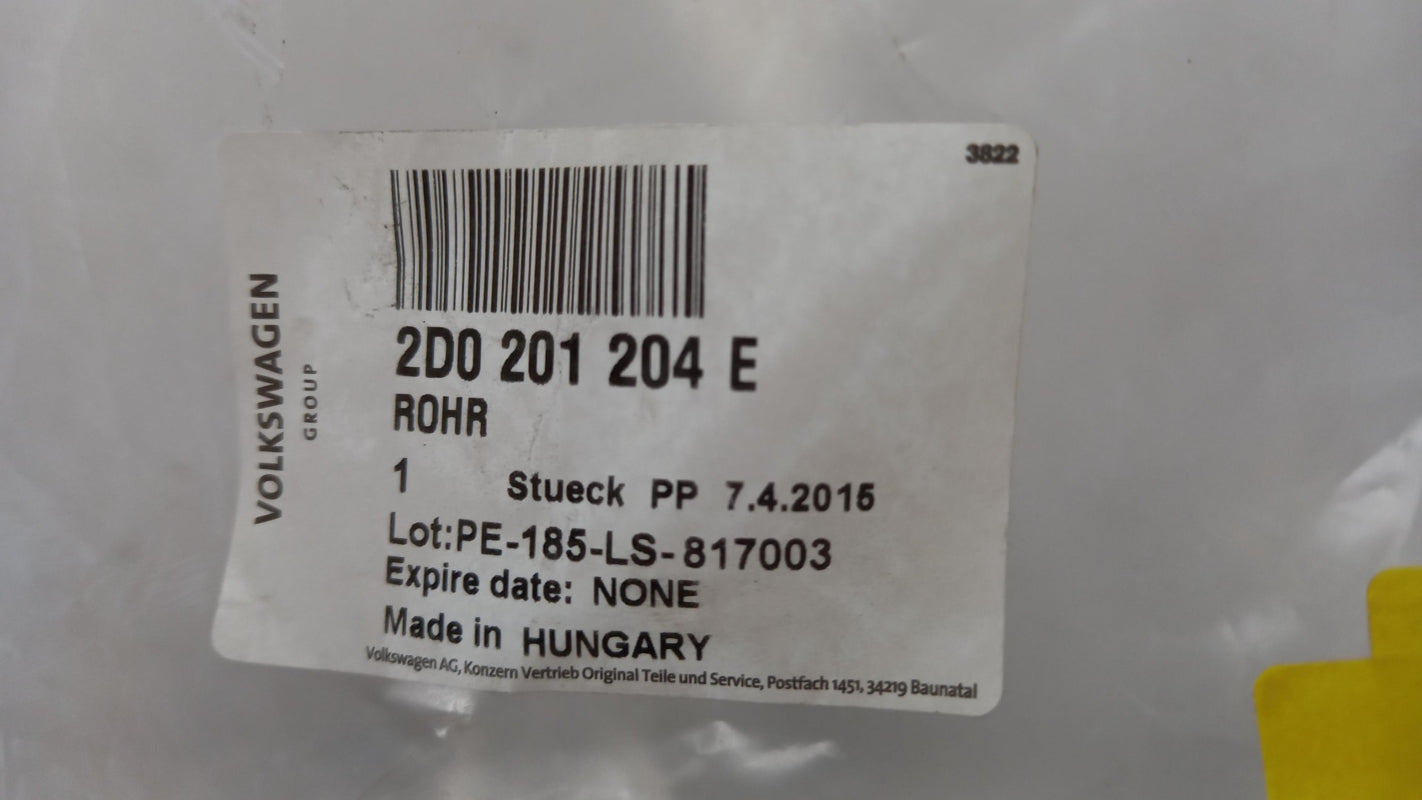 3822
VOLKSWAGEN
GROUP
2D0 201 204 E
ROHR
1 Stueck PP 7.4.2015
Lot:PE-185-LS-817003
Expire date: NONE
Made in HUNGARY
Volkswagen AG, Konzern Vertrieb Original Teile und Service, Postfach 1451, 34219 Baunatal